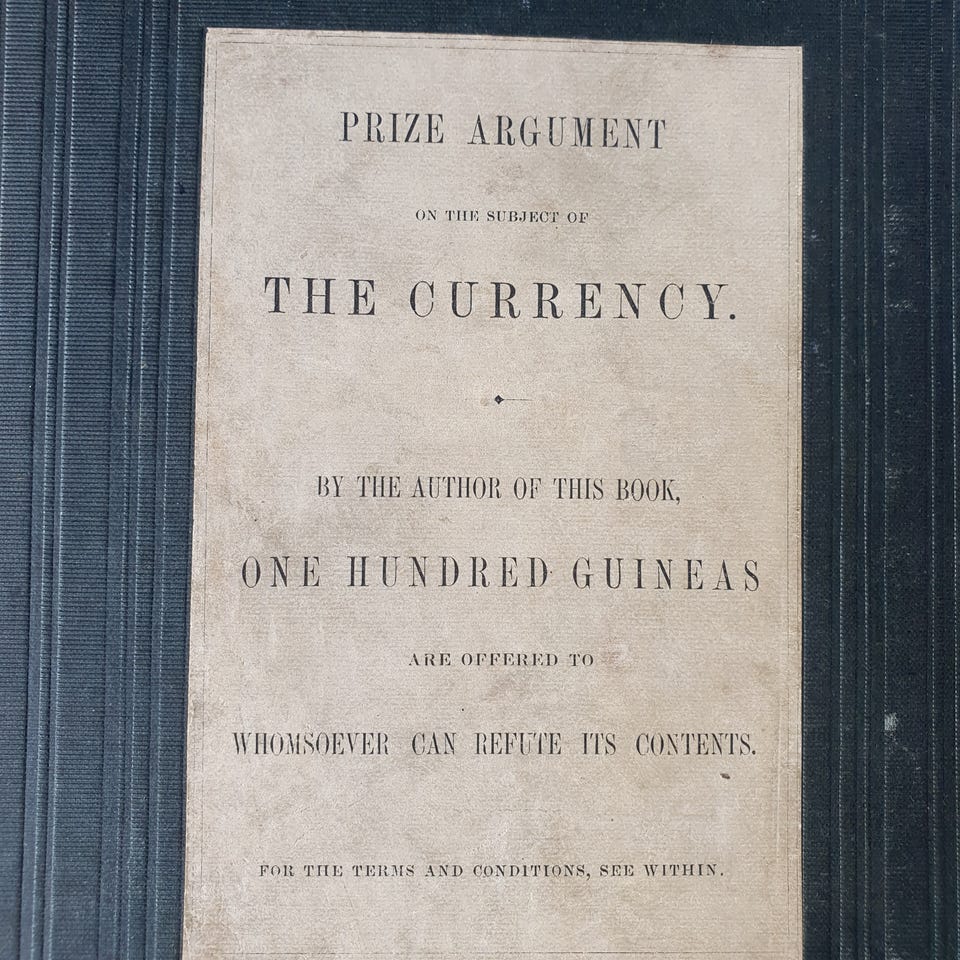 PRIZE ARGUMENT
ON THE SUBJECT OF
THE CURRENCY.
BY THE AUTHOR OF THIS BOOK,
ONE HUNDRED GUINEAS
ARE OFFERED TO
WHOMSOEVER CAN REFUTE ITS CONTENTS.
FOR THE TERMS AND CONDITIONS, SEE WITHIN.